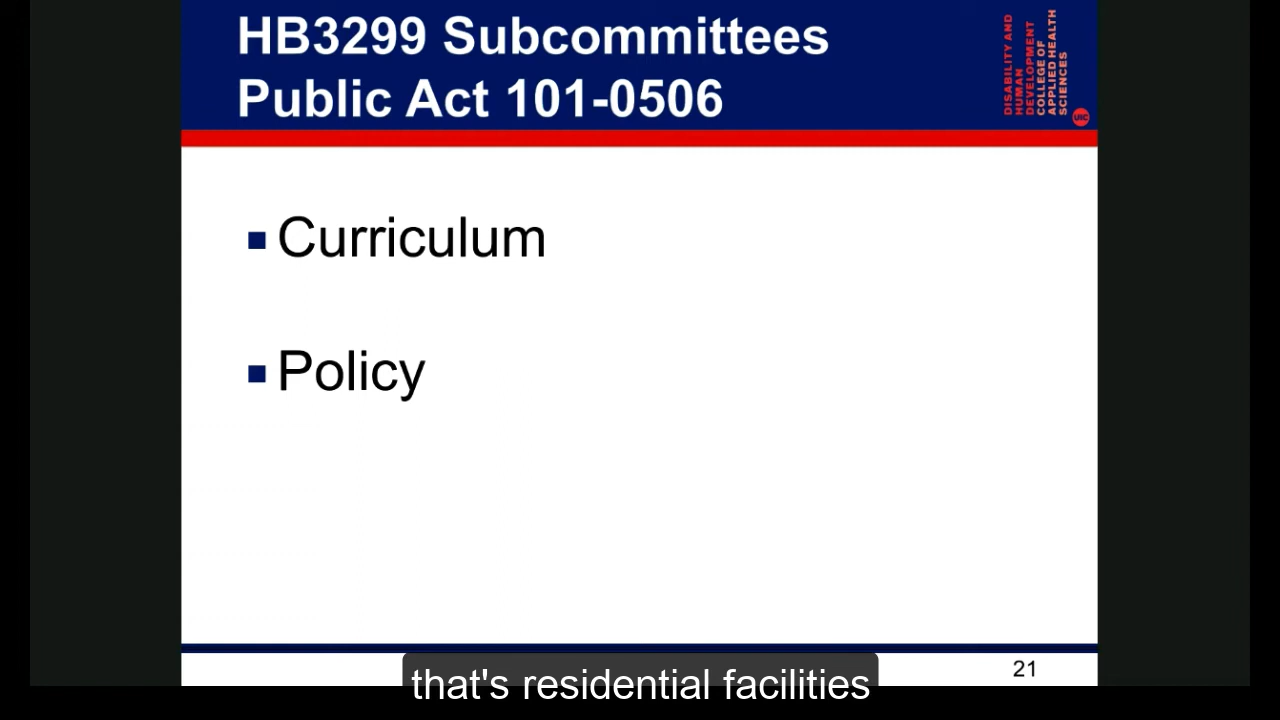 HB3299 Subcommittees
Public Act 101-0506
DISABILITY AND
HUMAN
DEVELOPMENT
COLLEGE OF
APPLIED HEALTH
SCIENCES
UIC
Curriculum
Policy
21
that's residential facilities